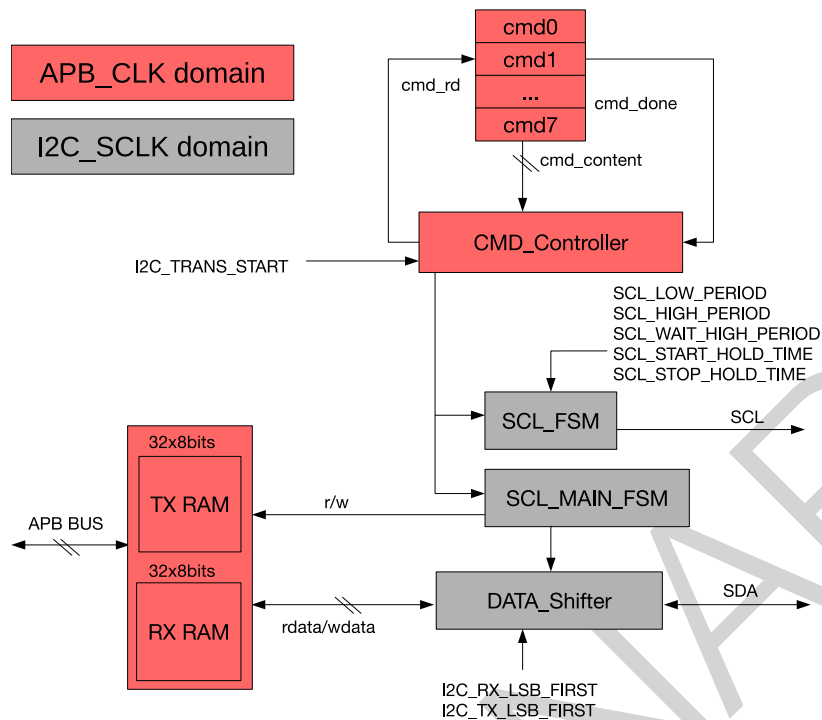 APB_CLK domain
I2C_SCLK domain
cmd0
cmd1
...
cmd7
cmd_rd
cmd_done
cmd_content
CMD_Controller
I2C_TRANS_START
SCL_LOW_PERIOD
SCL_HIGH_PERIOD
SCL_WAIT_HIGH_PERIOD
SCL_START_HOLD_TIME
SCL_STOP_HOLD_TIME
SCL_FSM
SCL
32x8bits
TX RAM
r/w
SCL_MAIN_FSM
APB BUS
32x8bits
RX RAM
rdata/wdata
DATA_Shifter
SDA
I2C_RX_LSB_FIRST
I2C_TX_LSB_FIRST